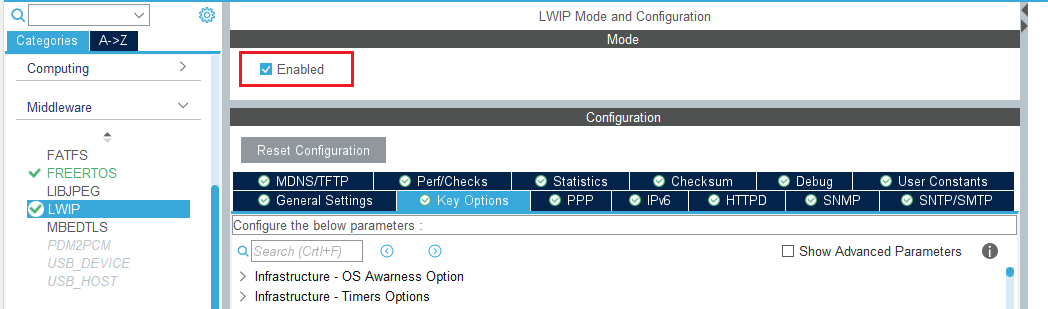 LWIP Mode and Configuration
Mode
Enabled
Categories A->Z
Computing
Middleware
FATFS
FREERTOS
LIBJPEG
LWIP
MBEDTLS
PDM2PCM
USB_DEVICE
USB_HOST
Configuration
Reset Configuration
MDNS/TFTP Perf/Checks Statistics Checksum Debug User Constants
General Settings Key Options PPP IPv6 HTTPD SNMP SNTP/SMTP
Configure the below parameters :
Search (Crtl+F) Show Advanced Parameters
Infrastructure - OS Awarness Option
Infrastructure - Timers Options